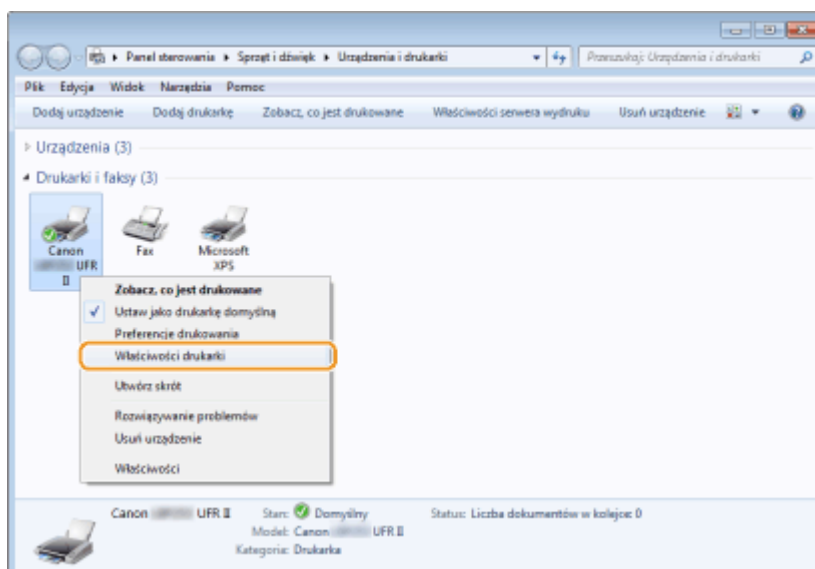 Panel sterowania ▸ Sprzęt i dźwięk ▸ Urządzenia i drukarki
Przeszukaj: Urządzenia i drukarki
Plik Edycja Widok Narzędzia Pomoc
Dodaj urządzenie Dodaj drukarkę Zobacz, co jest drukowane Właściwości serwera wydruku Usuń urządzenie
Urządzenia (3)
Drukarki i faksy (3)
Canon
UFR
II
Fax
Microsoft
XPS
Zobacz, co jest drukowane
Ustaw jako drukarkę domyślną
Preferencje drukowania
Właściwości drukarki
Utwórz skrót
Rozwiązywanie problemów
Usuń urządzenie
Właściwości
Canon UFR II Stan: Domyślny Status: Liczba dokumentów w kolejce: 0
Model: Canon UFR II
Kategoria: Drukarka